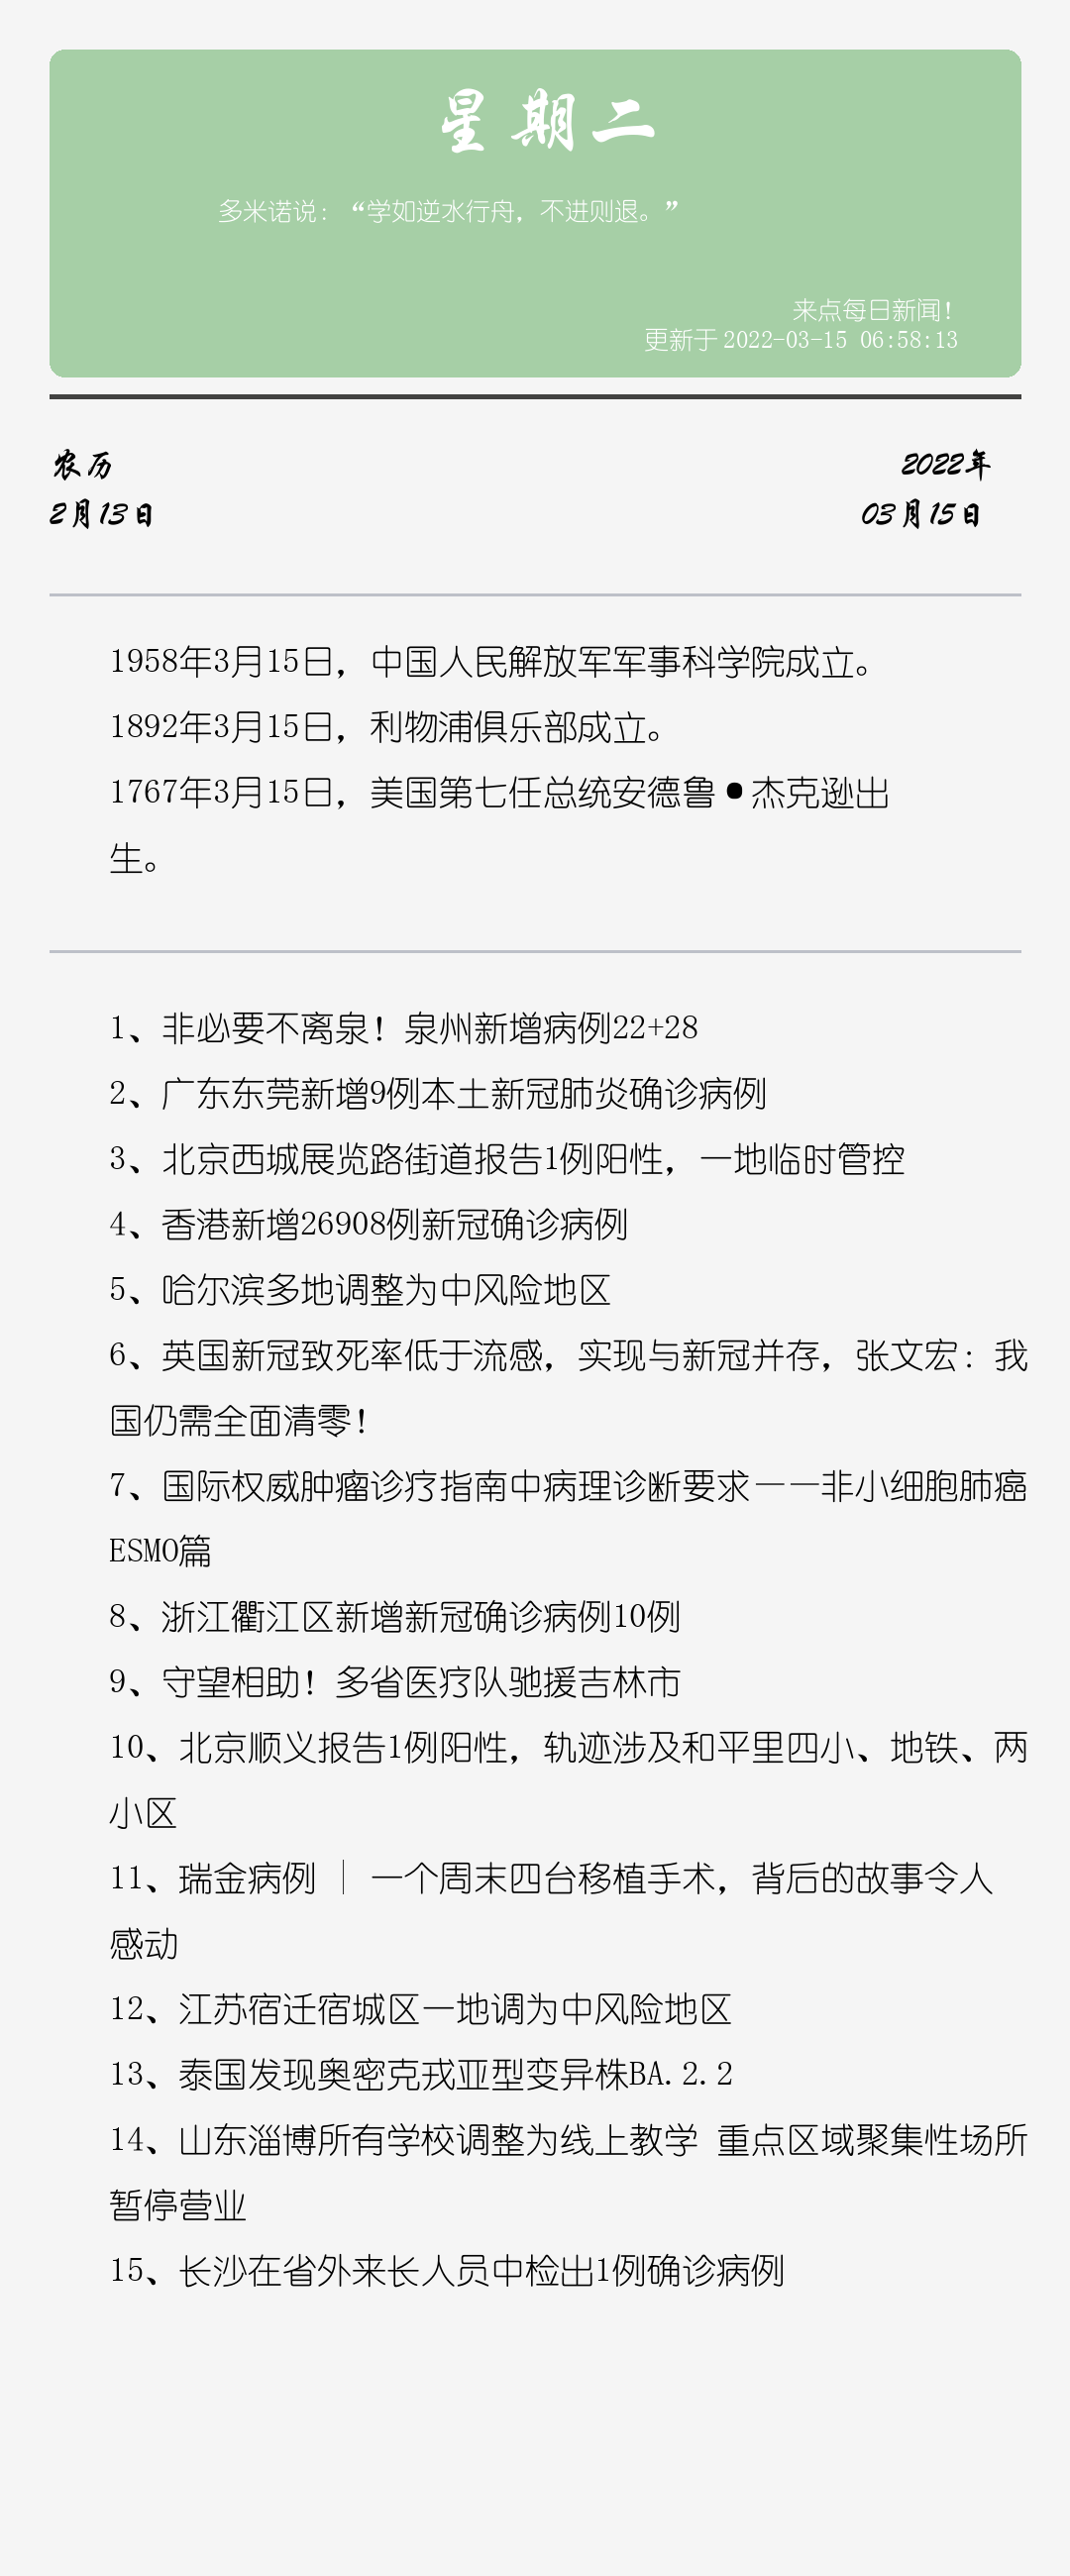 星期二
多米诺说：“学如逆水行舟，不进则退。”
来点每日新闻！
更新于 2022-03-15 06:58:13
农历
2022年
2月13日
03月15日
1958年3月15日，中国人民解放军军事科学院成立。
1892年3月15日，利物浦俱乐部成立。
1767年3月15日，美国第七任总统安德鲁•杰克逊出
生。
1、非必要不离泉！泉州新增病例22+28
2、广东东莞新增9例本土新冠肺炎确诊病例
3、北京西城展览路街道报告1例阳性，一地临时管控
4、香港新增26908例新冠确诊病例
5、哈尔滨多地调整为中风险地区
6、英国新冠致死率低于流感，实现与新冠并存，张文宏：我
国仍需全面清零！
7、国际权威肿瘤诊疗指南中病理诊断要求——非小细胞肺癌
ESMO篇
8、浙江衢江区新增新冠确诊病例10例
9、守望相助！多省医疗队驰援吉林市
10、北京顺义报告1例阳性，轨迹涉及和平里四小、地铁、两
小区
11、瑞金病例 | 一个周末四台移植手术，背后的故事令人
感动
12、江苏宿迁宿城区一地调为中风险地区
13、泰国发现奥密克戎亚型变异株BA.2.2
14、山东淄博所有学校调整为线上教学 重点区域聚集性场所
暂停营业
15、长沙在省外来长人员中检出1例确诊病例